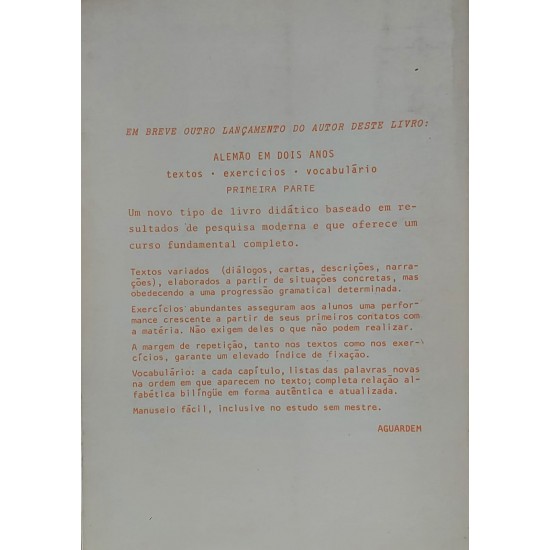 EM BREVE OUTRO LANÇAMENTO DO AUTOR DESTE LIVRO:
ALEMÃO EM DOIS ANOS
textos · exercícios · vocabulário
PRIMEIRA PARTE
Um novo tipo de livro didático baseado em re-
sultados de pesquisa moderna e que oferece um
curso fundamental completo.
Textos variados (diálogos, cartas, descrições, narra-
ções), elaborados a partir de situações concretas, mas
obedecendo a uma progressão gramatical determinada.
Exercícios abundantes asseguram aos alunos uma perfor-
mance crescente a partir de seus primeiros contatos com
a matéria. Não exigem deles o que não podem realizar.
A margem de repetição, tanto nos textos como nos exer-
cícios, garante um elevado índice de fixação.
Vocabulário: a cada capítulo, listas das palavras novas
na ordem em que aparecem no texto; completa relação al-
fabética bilíngüe em forma autêntica e atualizada.
Manuseio fácil, inclusive no estudo sem mestre.
AGUARDEM